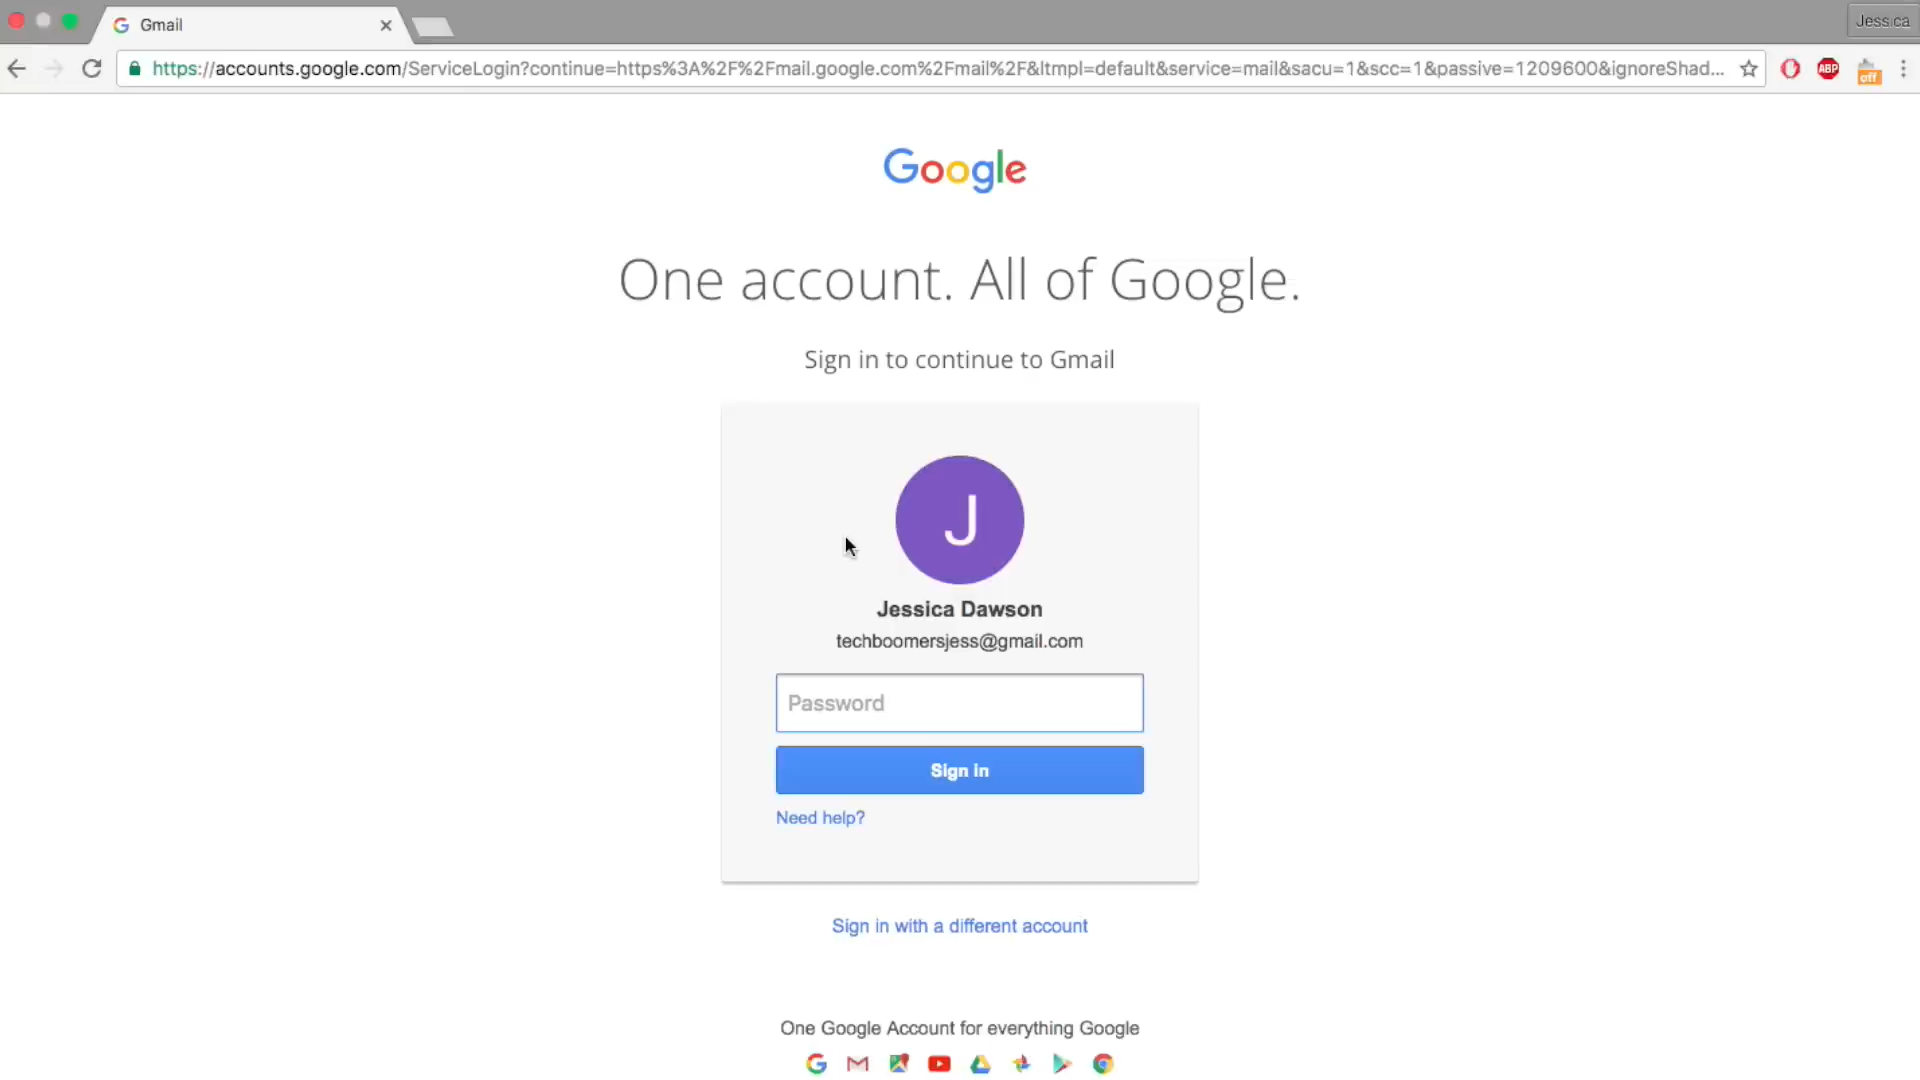 Gmail
Jessica
https://accounts.google.com/ServiceLogin?continue=https%3A%2F%2Fmail.google.com%2Fmail%2F&ltmpl=default&service=mail&sacu=1&scc=1&passive=1209600&ignoreShad...
ABP
off
Google
One account. All of Google.
Sign in to continue to Gmail
J
Jessica Dawson
techboomersjess@gmail.com
Password
Sign in
Need help?
Sign in with a different account
One Google Account for everything Google